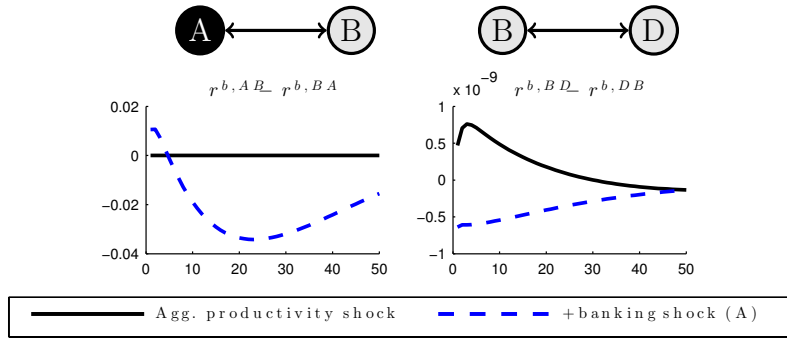 A B B D
x 10^−9
r^{b,AB} − r^{b,BA} r^{b,BD} − r^{b,DB}
0.02 1
0 0.5
−0.02 0
−0.5
−0.04 −1
0 10 20 30 40 50 0 10 20 30 40 50
Agg. productivity shock +banking shock (A)